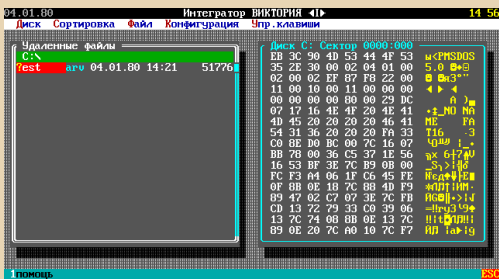 04.01.80 Интегратор ВИКТОРИЯ ◄I► 14 56
Диск Сортировка Файл Конфигурация Упр.клавиши
Удаленные файлы
C:\
?est arv 04.01.80 14:21 51776
Диск C: Сектор 0000:000
EB 3C 90 4D 53 44 4F 53 ы<РMSDOS
35 2E 30 00 02 04 01 00 5.0
02 00 02 EF 87 F8 22 00
11 00 10 00 11 00 00 00
00 00 00 00 80 00 29 DC
07 17 16 4E 4F 20 4E 41 NO NA
4D 45 20 20 20 20 46 41 ME FA
54 31 36 20 20 20 FA 33 T16 ·3
C0 8E D0 BC 00 7C 16 07
BB 78 00 36 C5 37 1E 56
16 53 BF 3E 7C B9 0B 00
FC F3 A4 06 1F C6 45 FE
0F 8B 0E 18 7C 88 4D F9
89 47 02 C7 07 3E 7C FB
CD 13 72 79 33 C0 39 06
13 7C 74 08 8B 0E 13 7C
89 0E 20 7C A0 10 7C F7
1помощь ESC